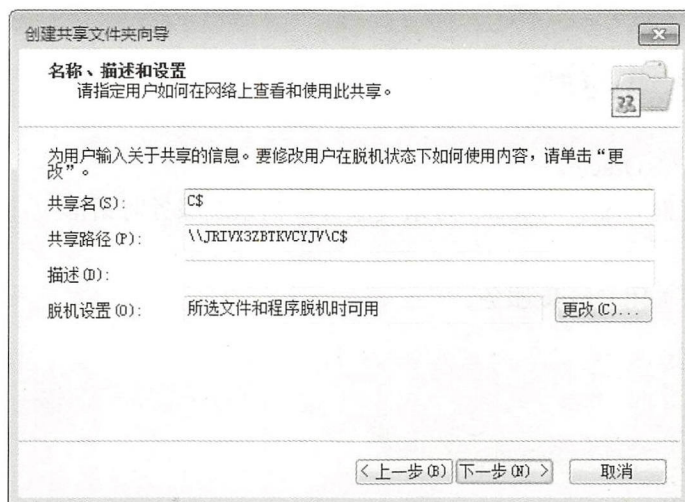 创建共享文件夹向导
名称、描述和设置
请指定用户如何在网络上查看和使用此共享。
为用户输入关于共享的信息。要修改用户在脱机状态下如何使用内容，请单击“更
改”。
共享名(S): C$
共享路径(P): \\JRIVX3ZBTKVCYJV\C$
描述(D):
脱机设置(O): 所选文件和程序脱机时可用 更改(C)...
<上一步(B) 下一步(N)> 取消